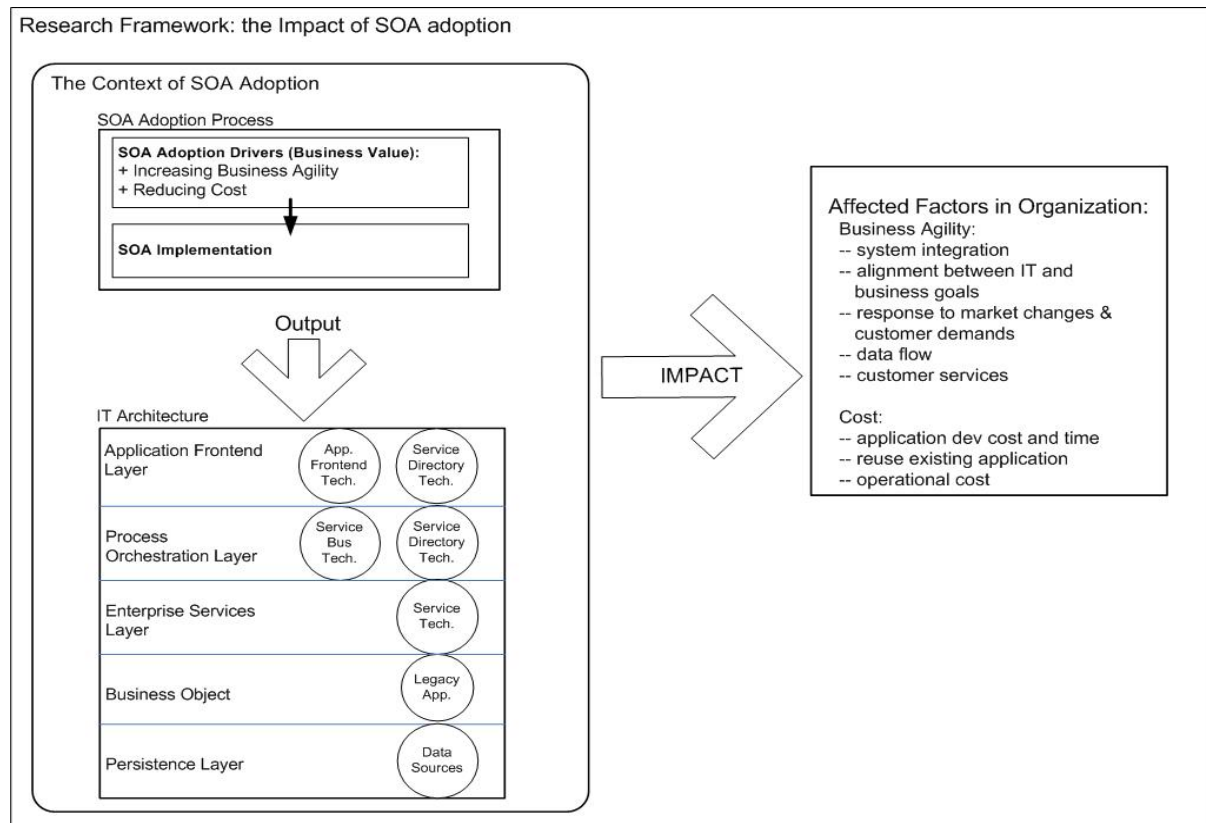 Research Framework: the Impact of SOA adoption
The Context of SOA Adoption
SOA Adoption Process
SOA Adoption Drivers (Business Value):
+ Increasing Business Agility
+ Reducing Cost
SOA Implementation
Output
IT Architecture
Application Frontend
Layer
App.
Frontend
Tech.
Service
Directory
Tech.
Process
Orchestration Layer
Service
Bus
Tech.
Service
Directory
Tech.
Enterprise Services
Layer
Service
Tech.
Business Object
Legacy
App.
Persistence Layer
Data
Sources
IMPACT
Affected Factors in Organization:
Business Agility:
-- system integration
-- alignment between IT and
business goals
-- response to market changes &
customer demands
-- data flow
-- customer services
Cost:
-- application dev cost and time
-- reuse existing application
-- operational cost